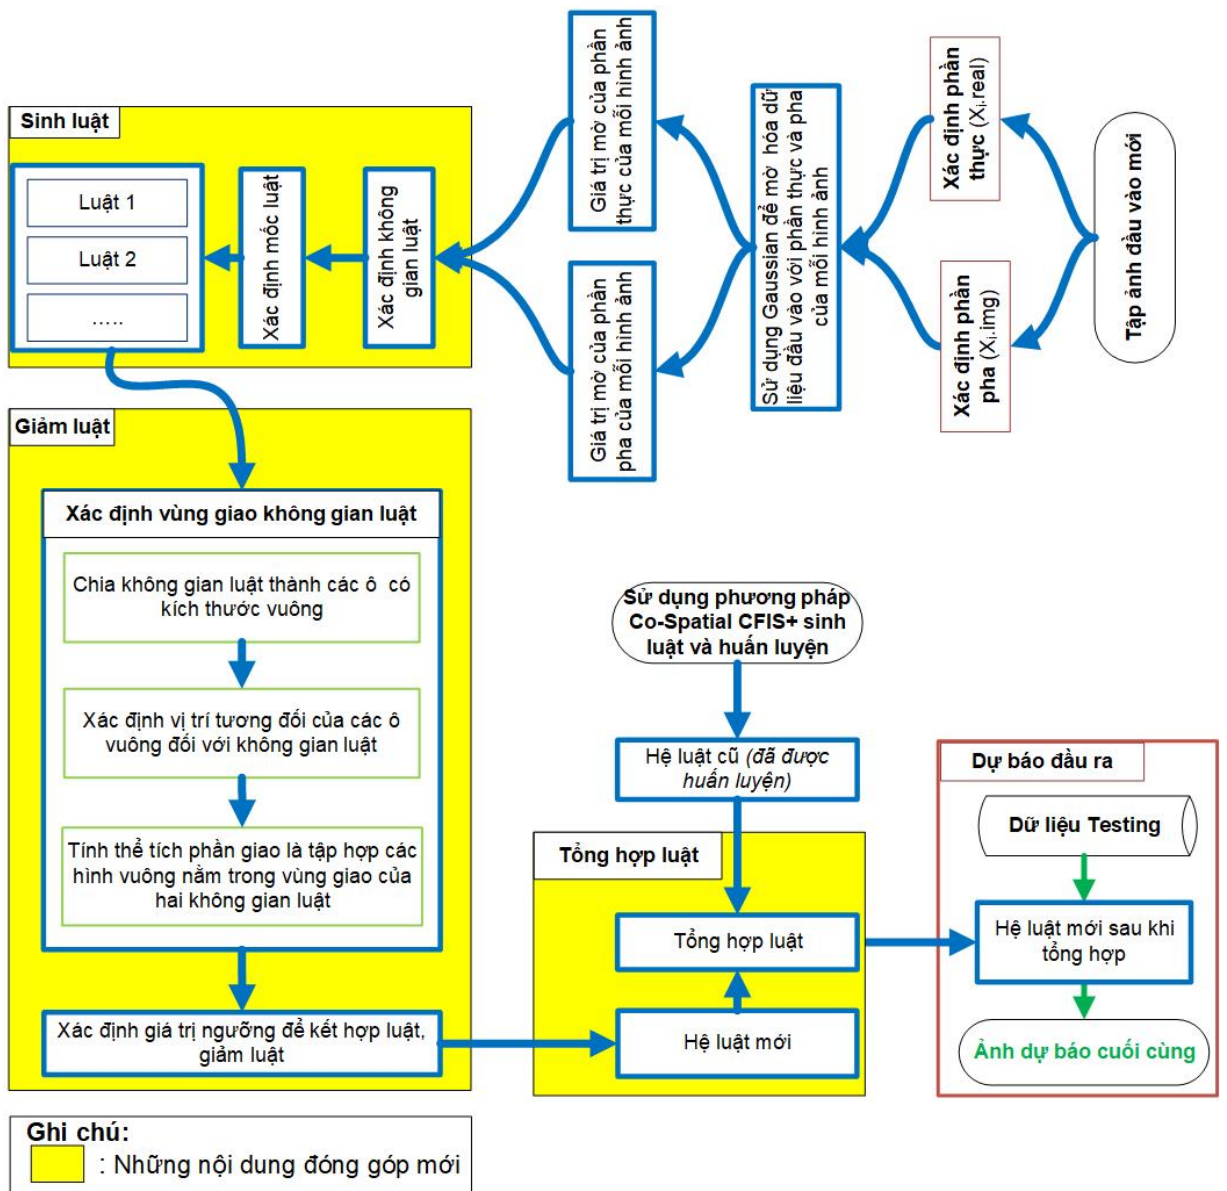 Tập ảnh đầu vào mới
Xác định phần
thực (Xᵢ.real)
Xác định phần
pha (Xᵢ.img)
Sử dụng Gaussian để mờ hóa dữ
liệu đầu vào với phần thực và pha
của mỗi hình ảnh
Giá trị mờ của phần
thực của mỗi hình ảnh
Giá trị mờ của phần
pha của mỗi hình ảnh
Sinh luật
Xác định không
gian luật
Xác định mốc luật
Luật 1
Luật 2
.....
Giảm luật
Xác định vùng giao không gian luật
Chia không gian luật thành các ô có
kích thước vuông
Xác định vị trí tương đối của các ô
vuông đối với không gian luật
Tính thể tích phần giao là tập hợp các
hình vuông nằm trong vùng giao của
hai không gian luật
Xác định giá trị ngưỡng để kết hợp luật,
giảm luật
Sử dụng phương pháp
Co-Spatial CFIS+ sinh
luật và huấn luyện
Hệ luật cũ (đã được
huấn luyện)
Tổng hợp luật
Tổng hợp luật
Hệ luật mới
Dự báo đầu ra
Dữ liệu Testing
Hệ luật mới sau khi
tổng hợp
Ảnh dự báo cuối cùng
Ghi chú:
: Những nội dung đóng góp mới